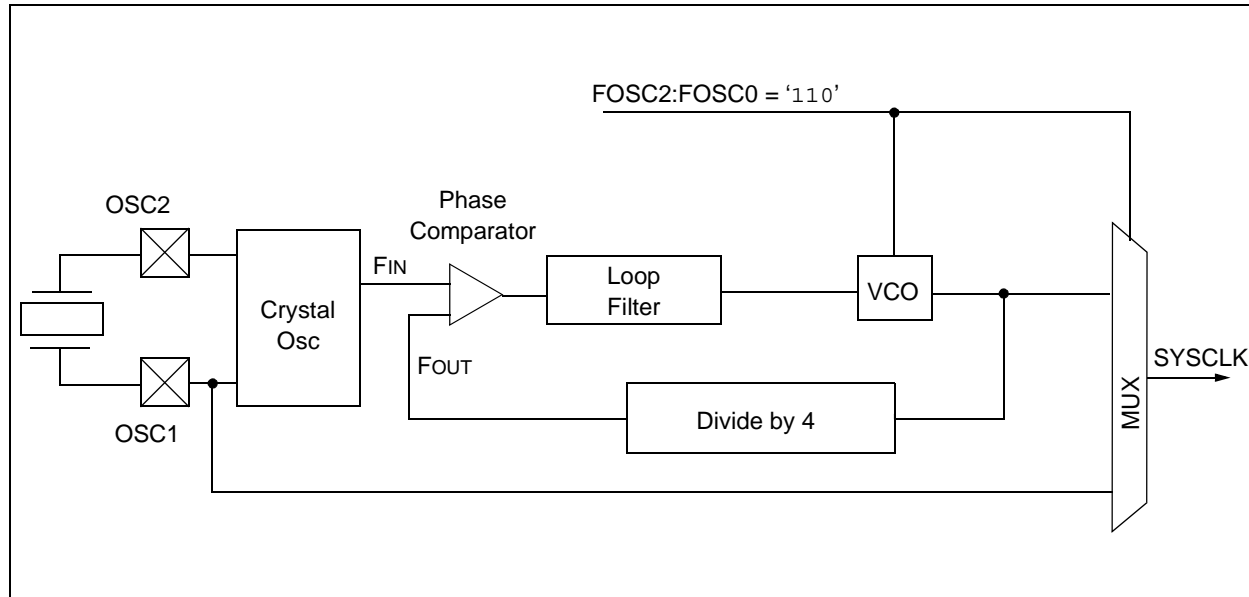 FOSC2:FOSC0 = ‘110’
OSC2
Phase
Comparator
FIN
Loop
Filter
VCO
Crystal
Osc
FOUT
SYSCLK
Divide by 4
MUX
OSC1